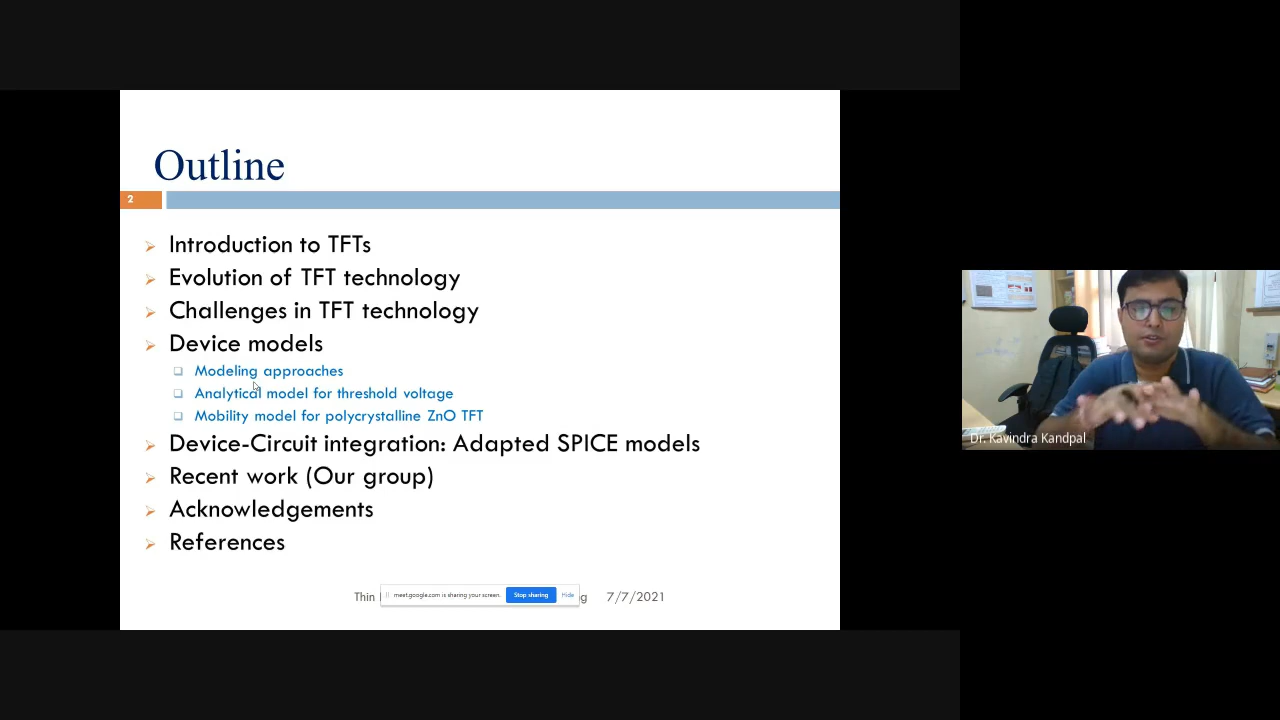 Outline
2
Introduction to TFTs
Evolution of TFT technology
Challenges in TFT technology
Device models
Modeling approaches
Analytical model for threshold voltage
Mobility model for polycrystalline ZnO TFT
Device-Circuit integration: Adapted SPICE models
Recent work (Our group)
Acknowledgements
References
Thin
meet.google.com is sharing your screen.
Stop sharing
Hide
7/7/2021
Dr. Kavindra Kandpal